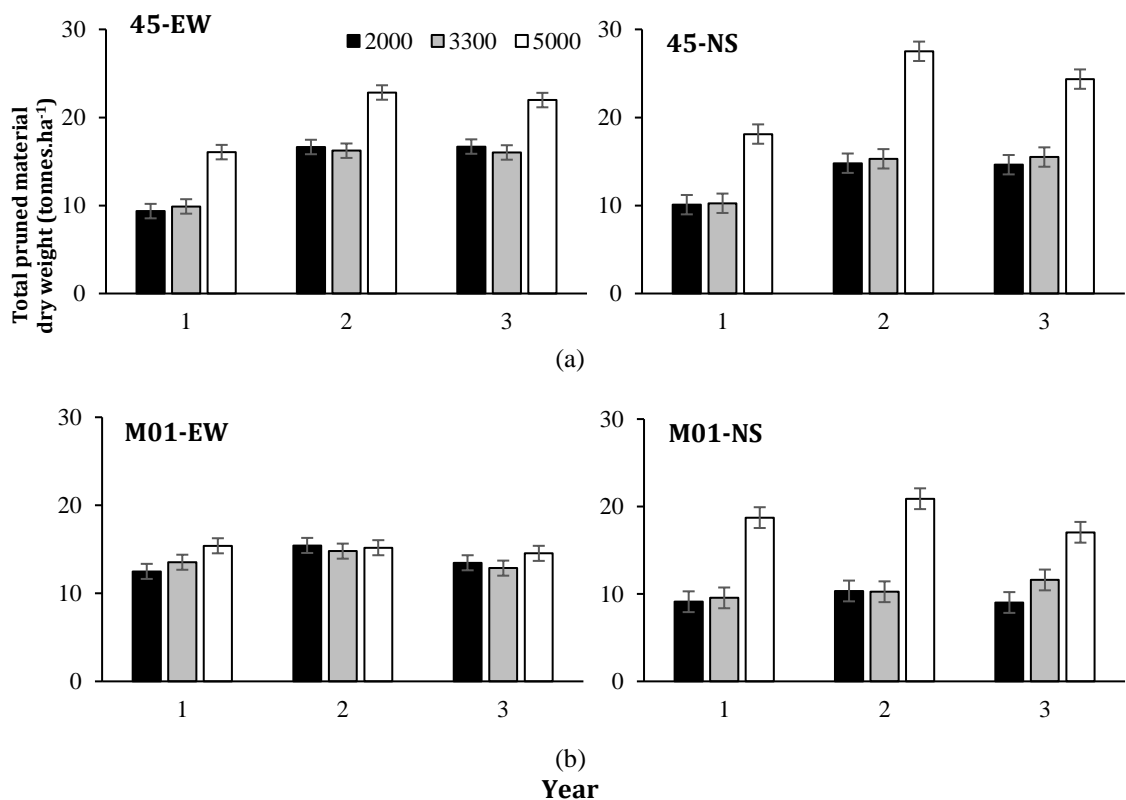 45-EW
45-NS
2000 3300 5000
Total pruned material
dry weight (tonnes.ha⁻¹)
30
20
10
0
1 2 3
30
20
10
0
1 2 3
(a)
M01-EW
M01-NS
30
20
10
0
1 2 3
30
20
10
0
1 2 3
(b)
Year